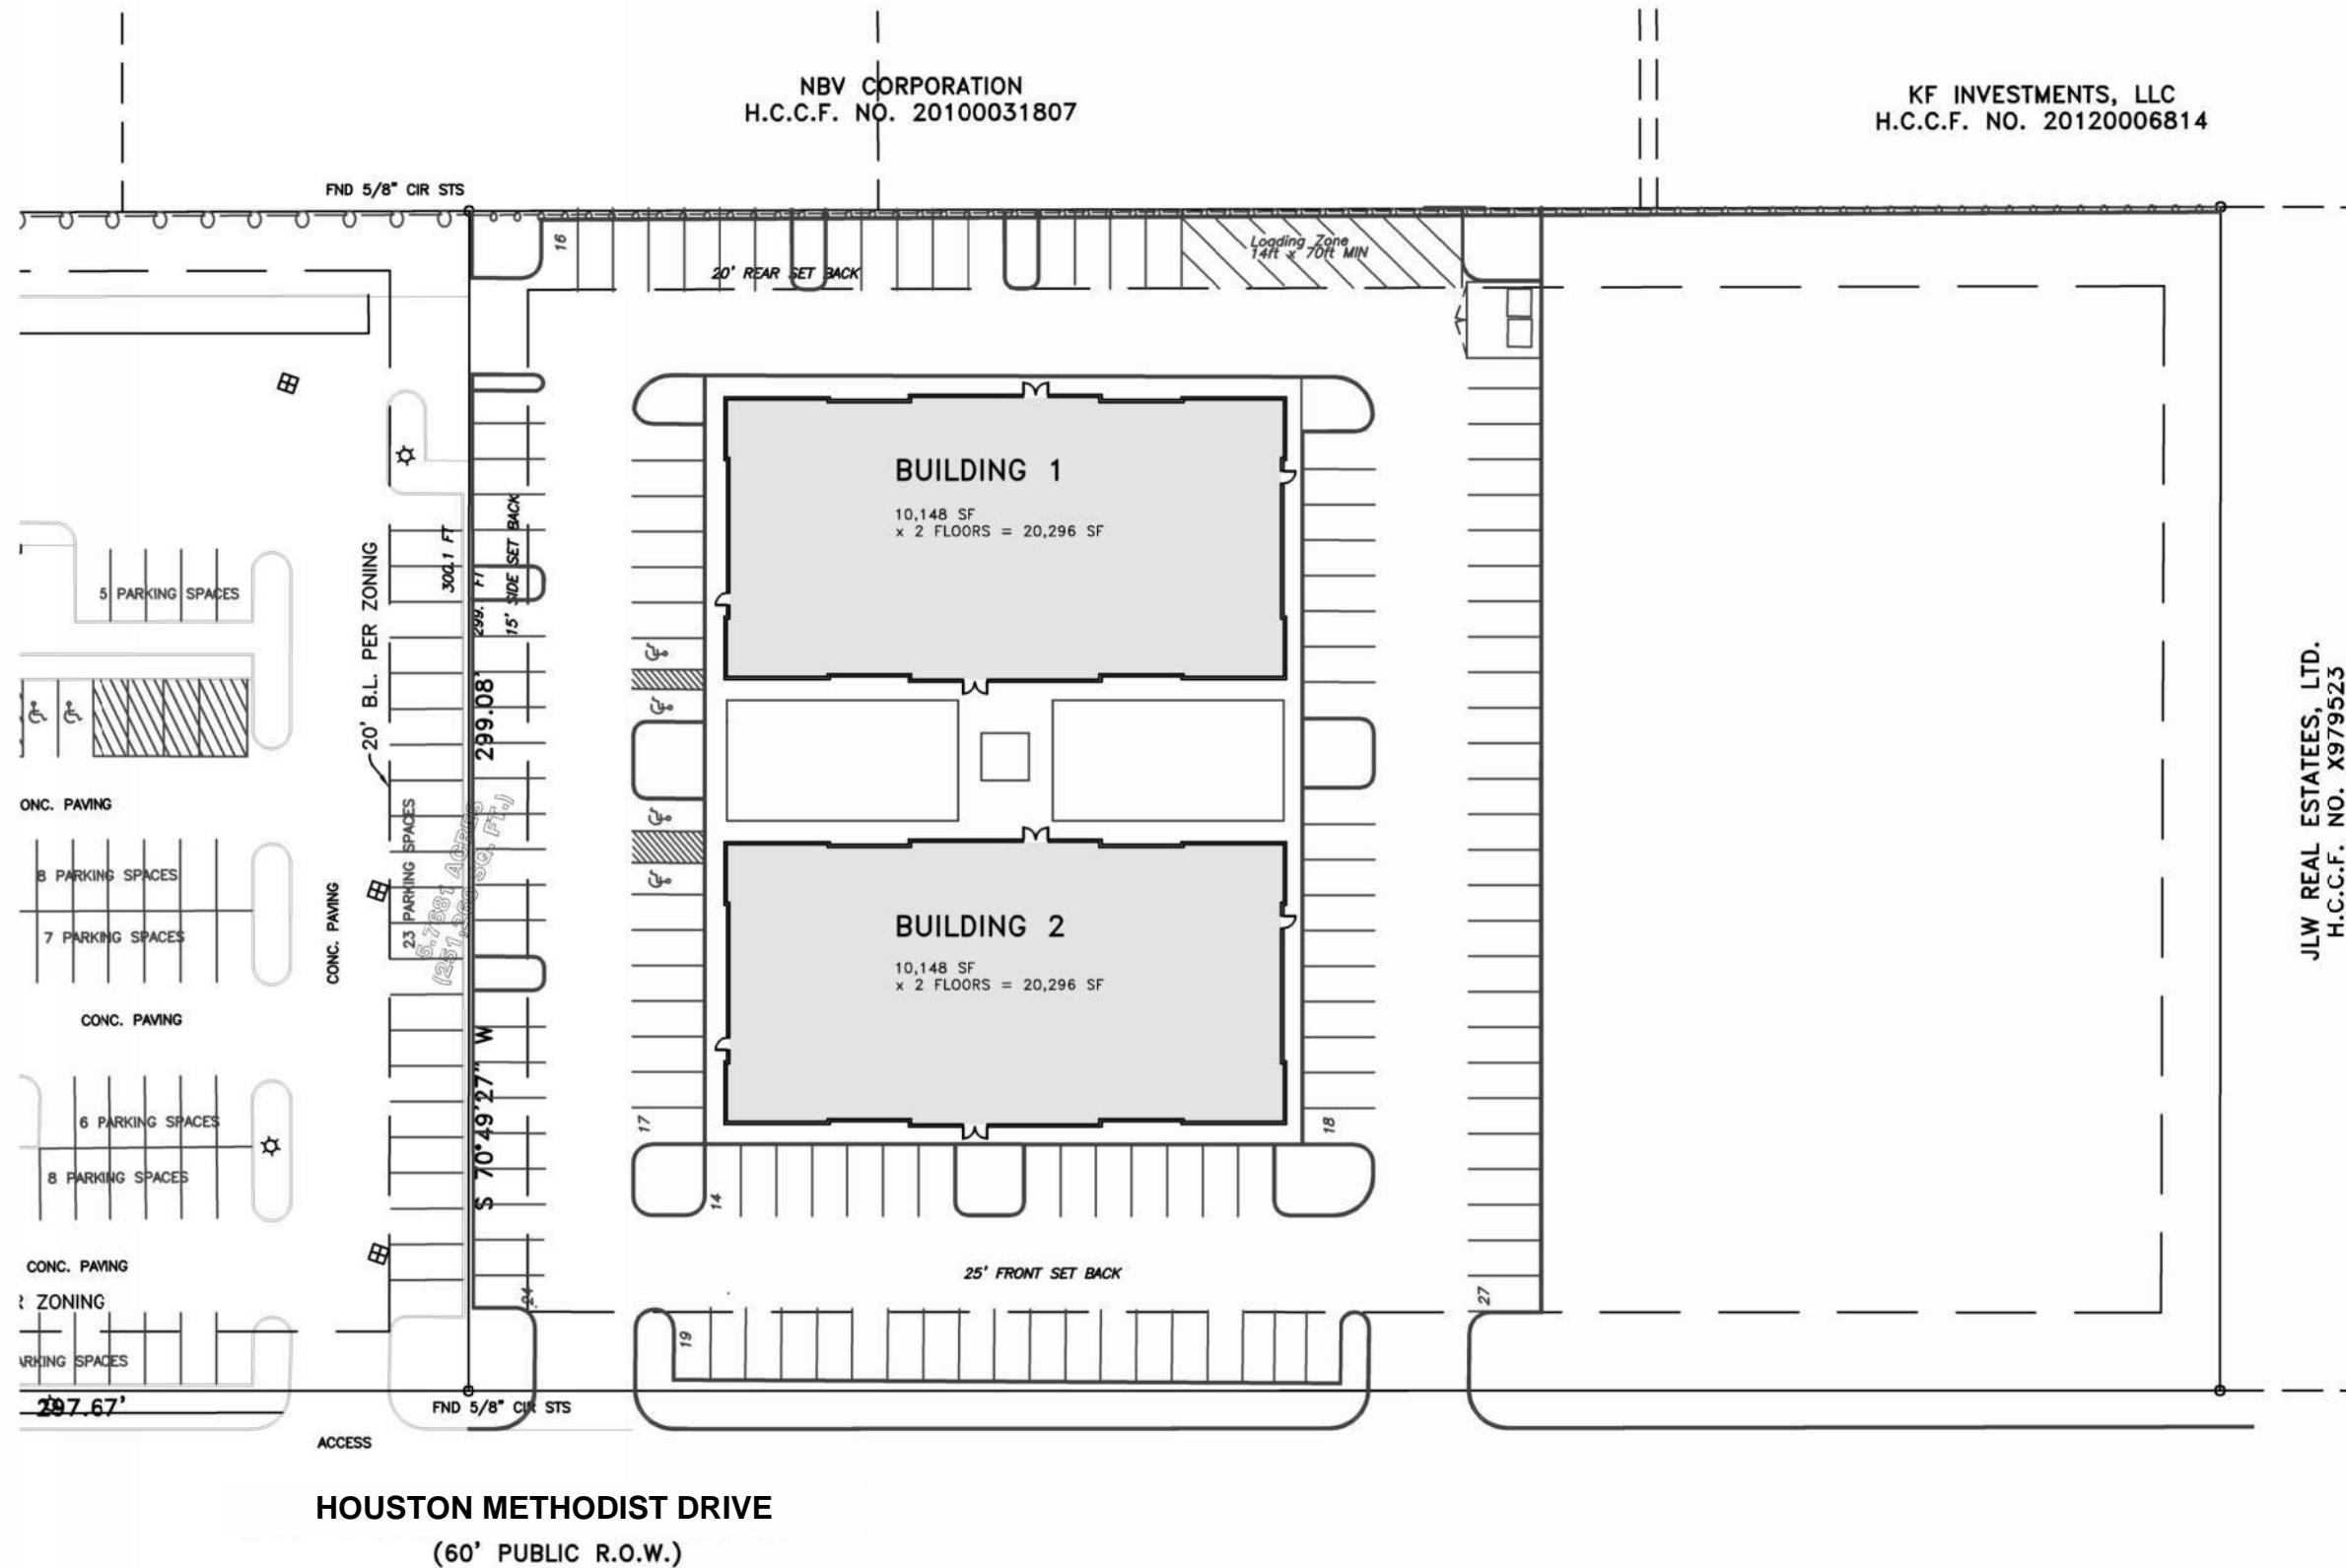 NBV CORPORATION
H.C.C.F. NO. 20100031807
KF INVESTMENTS, LLC
H.C.C.F. NO. 20120006814
FND 5/8" CIR STS
16
20' REAR SET BACK
Loading Zone
14ft x 70ft MIN
BUILDING 1
10,148 SF
x 2 FLOORS = 20,296 SF
300.1 FT
15' SIDE SET BACK
20' B.L. PER ZONING
5 PARKING SPACES
299.08'
S 70°49'27" W
23 PARKING SPACES
CONC. PAVING
ONC. PAVING
8 PARKING SPACES
7 PARKING SPACES
CONC. PAVING
6 PARKING SPACES
8 PARKING SPACES
CONC. PAVING
ZONING
ARKING SPACES
297.67'
BUILDING 2
10,148 SF
x 2 FLOORS = 20,296 SF
17
18
14
25' FRONT SET BACK
24
19
27
JLW REAL ESTATEES, LTD.
H.C.C.F. NO. X979523
FND 5/8" CIR STS
ACCESS
HOUSTON METHODIST DRIVE
(60' PUBLIC R.O.W.)